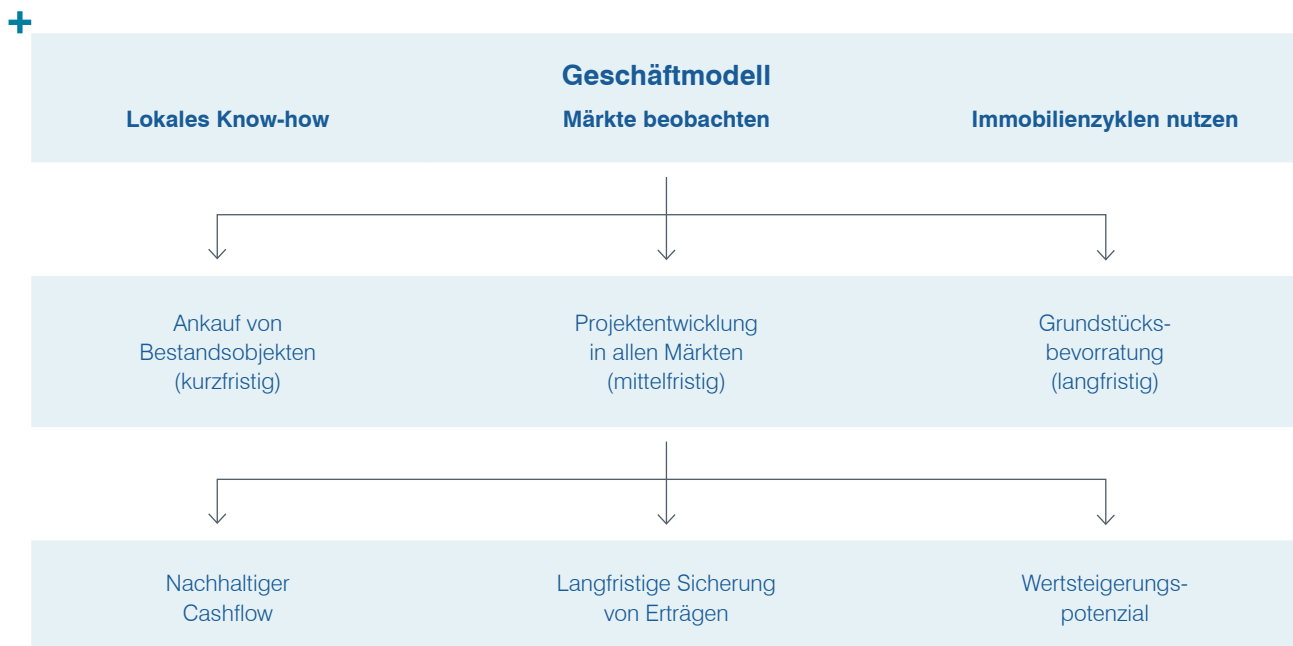 Geschäftmodell
Lokales Know-how
Märkte beobachten
Immobilienzyklen nutzen
Ankauf von
Bestandsobjekten
(kurzfristig)
Projektentwicklung
in allen Märkten
(mittelfristig)
Grundstücks-
bevorratung
(langfristig)
Nachhaltiger
Cashflow
Langfristige Sicherung
von Erträgen
Wertsteigerungs-
potenzial